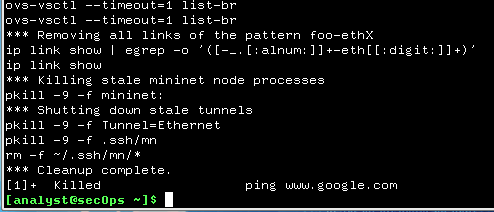 ovs-vsctl --timeout=1 list-br
ovs-vsctl --timeout=1 list-br
*** Removing all links of the pattern foo-ethX
ip link show | egrep -o '([-_.[:alnum:]]+-eth[[:digit:]]+)'
ip link show
*** Killing stale mininet node processes
pkill -9 -f mininet:
*** Shutting down stale tunnels
pkill -9 -f Tunnel=Ethernet
pkill -9 -f .ssh/mn
rm -f ~/.ssh/mn/*
*** Cleanup complete.
[1]+  Killed                 ping www.google.com
[analyst@secOps ~]$